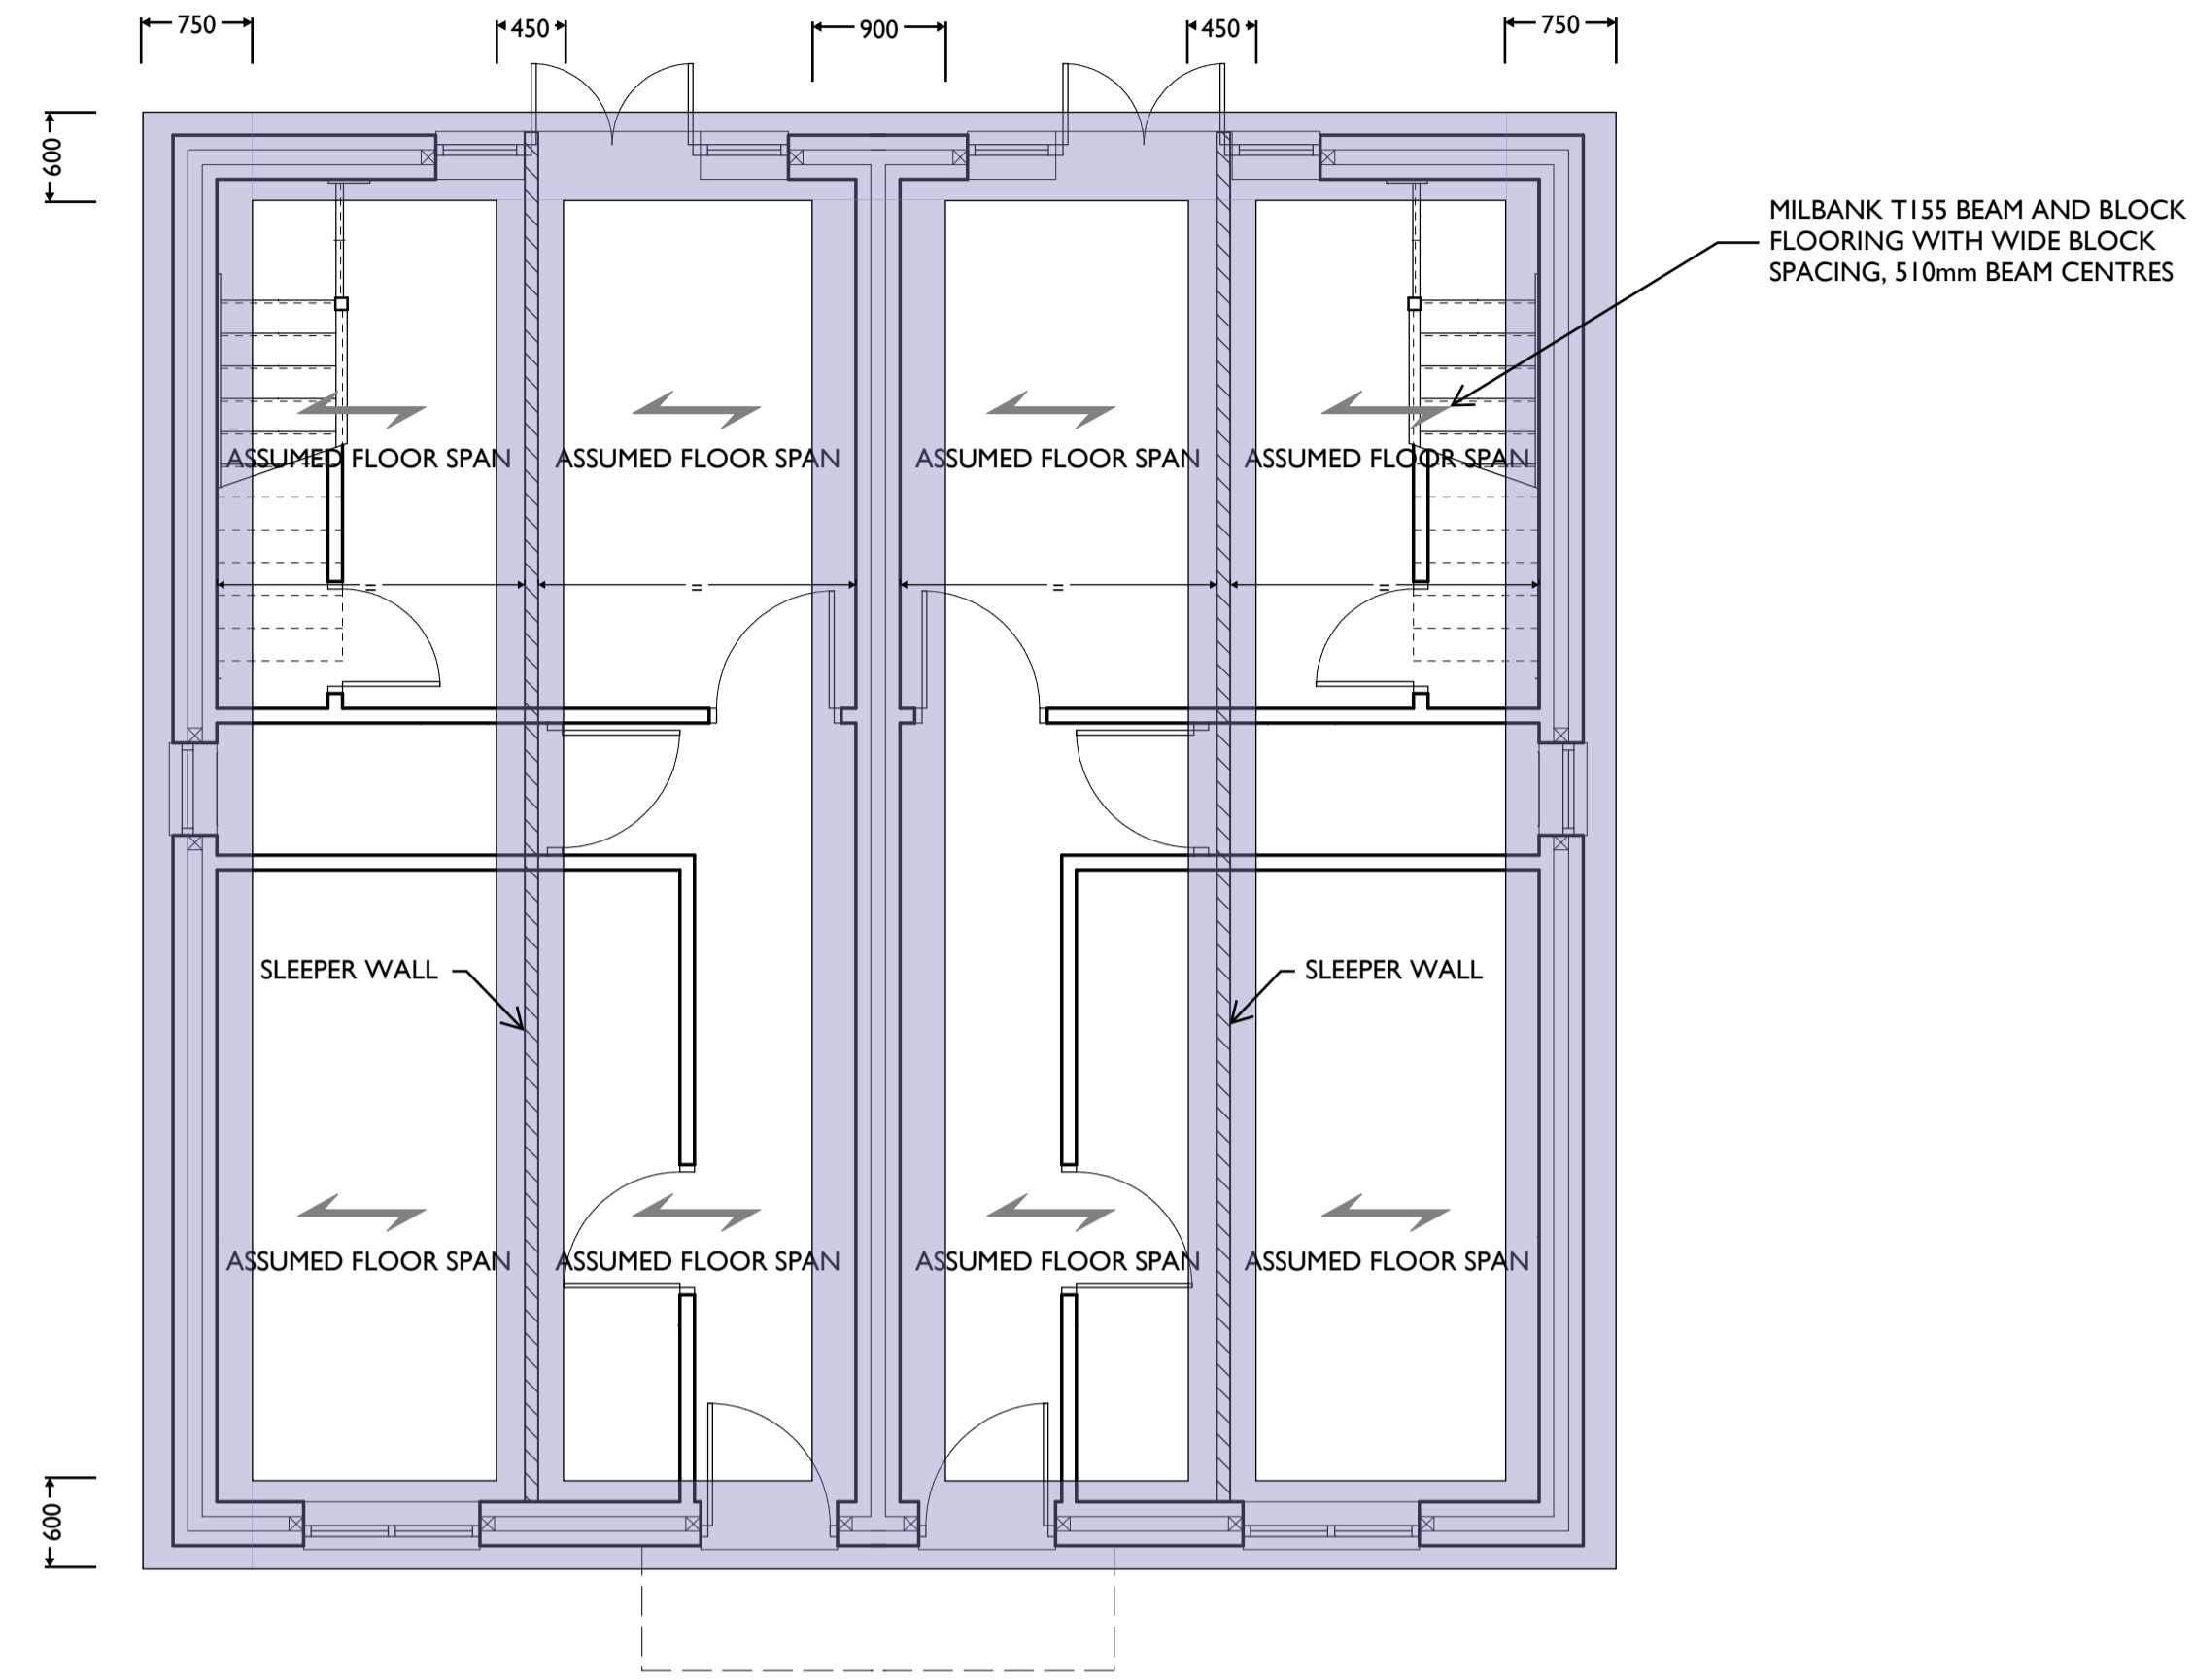 750
450
900
450
750
600
MILBANK T155 BEAM AND BLOCK
FLOORING WITH WIDE BLOCK
SPACING, 510mm BEAM CENTRES
ASSUMED FLOOR SPAN
ASSUMED FLOOR SPAN
ASSUMED FLOOR SPAN
ASSUMED FLOOR SPAN
=
=
=
=
SLEEPER WALL
SLEEPER WALL
ASSUMED FLOOR SPAN
ASSUMED FLOOR SPAN
ASSUMED FLOOR SPAN
ASSUMED FLOOR SPAN
600